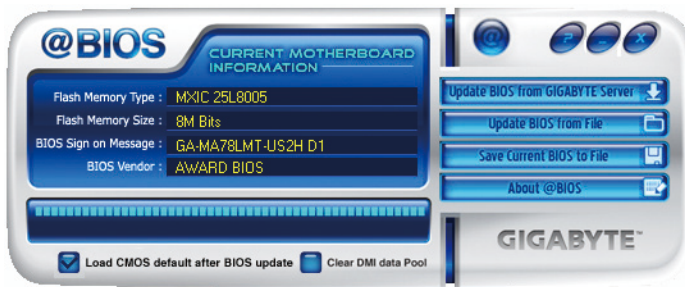 @BIOS
CURRENT MOTHERBOARD
INFORMATION
Flash Memory Type : MXIC 25L8005
Flash Memory Size : 8M Bits
BIOS Sign on Message : GA-MA78LMT-US2H D1
BIOS Vendor : AWARD BIOS
Load CMOS default after BIOS update
Clear DMI data Pool
@ ? – X
Update BIOS from GIGABYTE Server
Update BIOS from File
Save Current BIOS to File
About @BIOS
GIGABYTE™